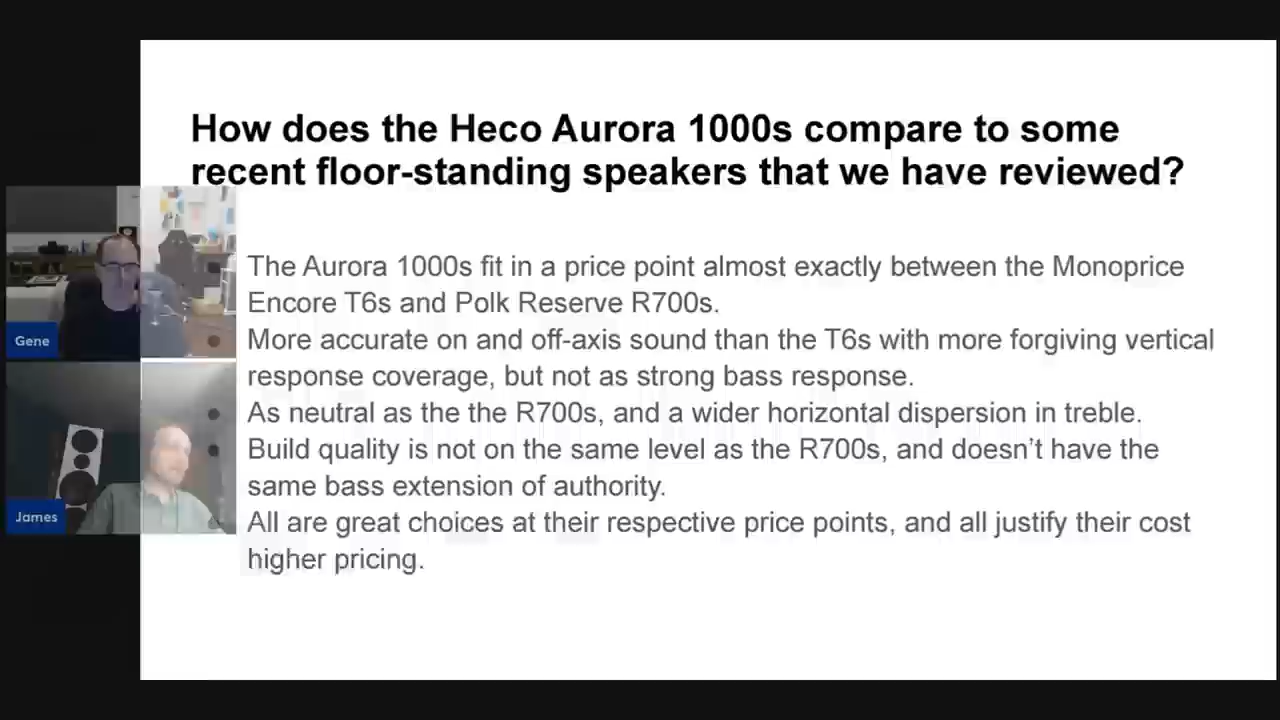 How does the Heco Aurora 1000s compare to some
recent floor-standing speakers that we have reviewed?
The Aurora 1000s fit in a price point almost exactly between the Monoprice
Encore T6s and Polk Reserve R700s.
More accurate on and off-axis sound than the T6s with more forgiving vertical
response coverage, but not as strong bass response.
As neutral as the the R700s, and a wider horizontal dispersion in treble.
Build quality is not on the same level as the R700s, and doesn’t have the
same bass extension of authority.
All are great choices at their respective price points, and all justify their cost
higher pricing.
Gene
James